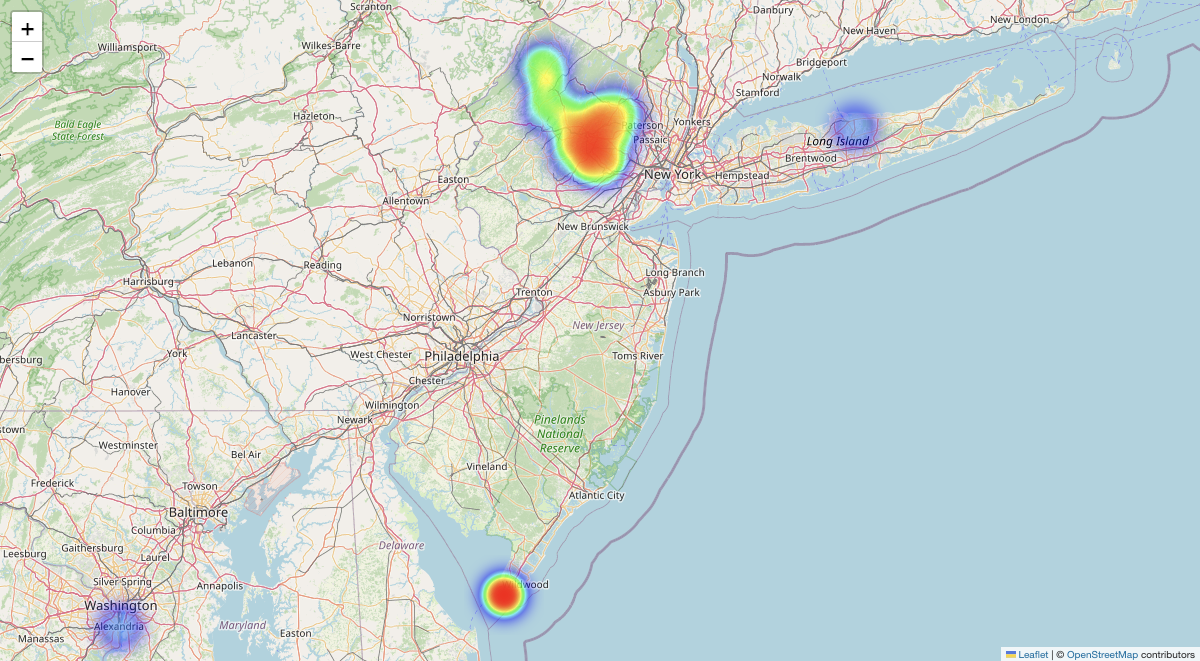 +
−
Scranton
Danbury
New London
New Haven
Williamsport
Wilkes-Barre
Bridgeport
Norwalk
Stamford
Hazleton
Bald Eagle
State Forest
Paterson
Yonkers
Passaic
Long Island
Brentwood
New York
Hempstead
Easton
Allentown
New Brunswick
Lebanon
Reading
Long Branch
Harrisburg
Trenton
Asbury Park
Norristown
New Jersey
Lancaster
York
West Chester
Philadelphia
Toms River
bersburg
Chester
Hanover
Wilmington
Newark
Pinelands
National
Reserve
stown
Westminster
Bel Air
Vineland
Frederick
Towson
Atlantic City
Baltimore
Columbia
Delaware
Leesburg
Gaithersburg
Laurel
Silver Spring
Annapolis
wood
Washington
Alexandria
Maryland
Easton
Manassas
Leaflet | © OpenStreetMap contributors